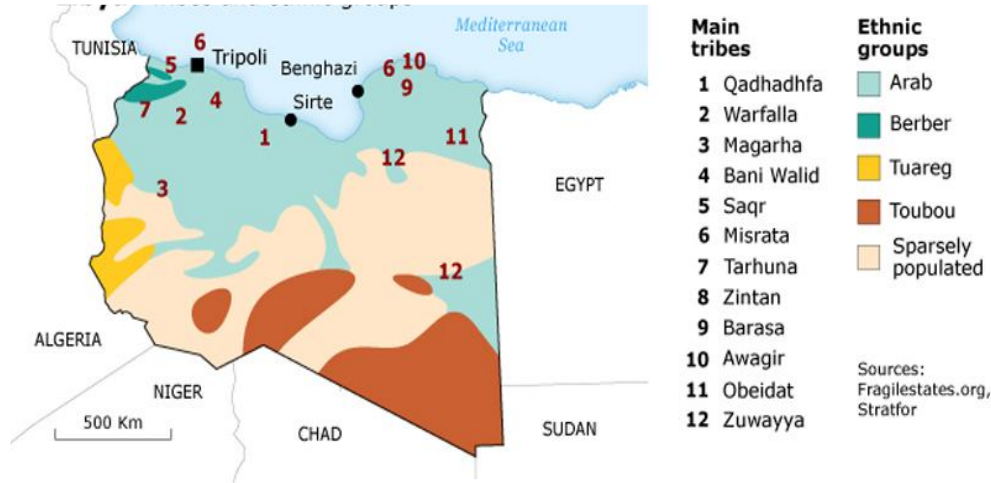 Mediterranean
Sea
TUNISIA
6
5
Tripoli
Benghazi
6
10
9
Sirte
7
2
4
1
11
12
3
EGYPT
12
ALGERIA
NIGER
500 Km
CHAD
SUDAN
Main
tribes
1 Qadhadhfa
2 Warfalla
3 Magarha
4 Bani Walid
5 Saqr
6 Misrata
7 Tarhuna
8 Zintan
9 Barasa
10 Awagir
11 Obeidat
12 Zuwayya
Ethnic
groups
Arab
Berber
Tuareg
Toubou
Sparsely
populated
Sources:
Fragilestates.org,
Stratfor